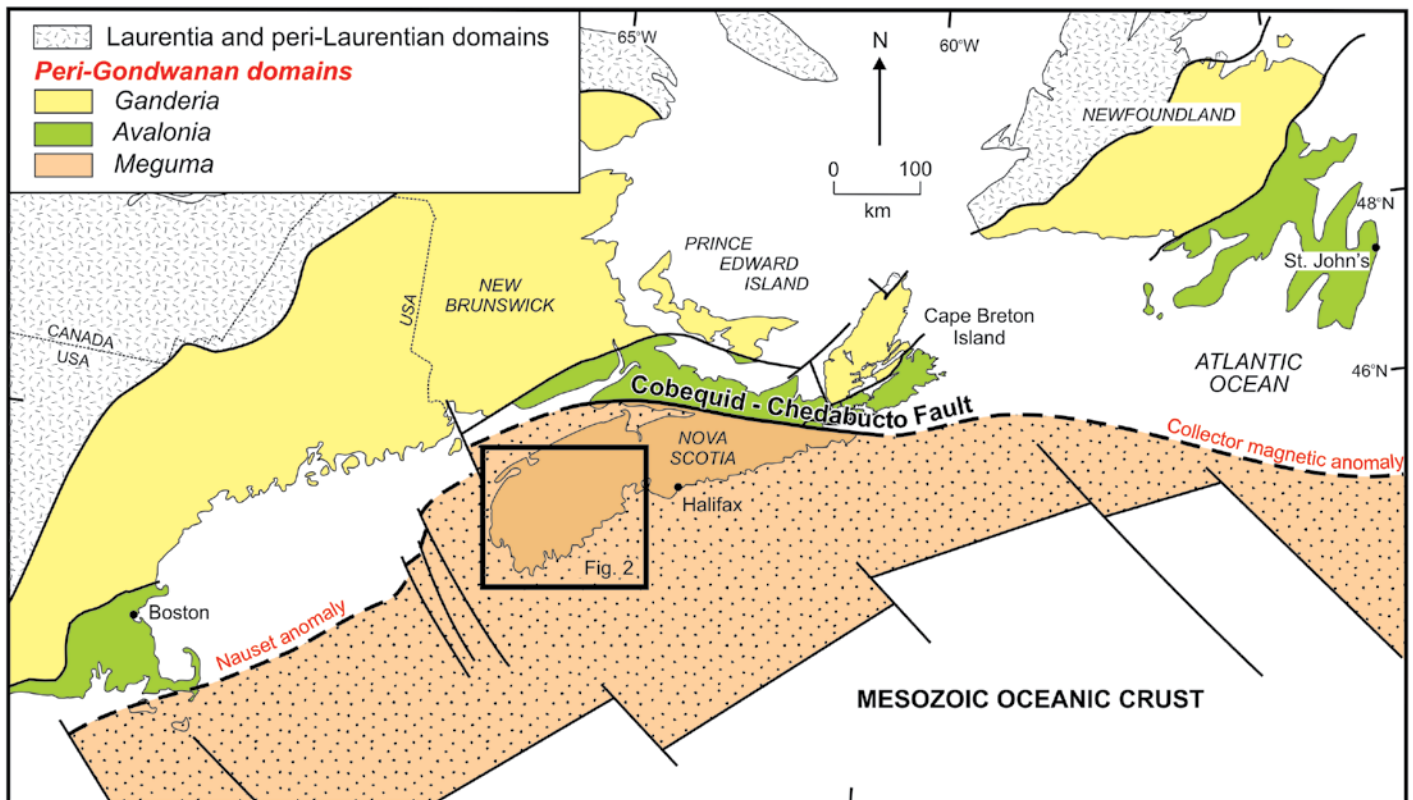 Laurentia and peri-Laurentian domains
Peri-Gondwanan domains
Ganderia
Avalonia
Meguma
65°W
60°W
N
0 100
km
NEWFOUNDLAND
48°N
St. John's
PRINCE
EDWARD
ISLAND
NEW
BRUNSWICK
USA
CANADA
USA
Cape Breton
Island
ATLANTIC
OCEAN
46°N
Cobequid - Chedabucto Fault
Collector magnetic anomaly
NOVA
SCOTIA
Halifax
Fig. 2
Boston
Nauset anomaly
MESOZOIC OCEANIC CRUST